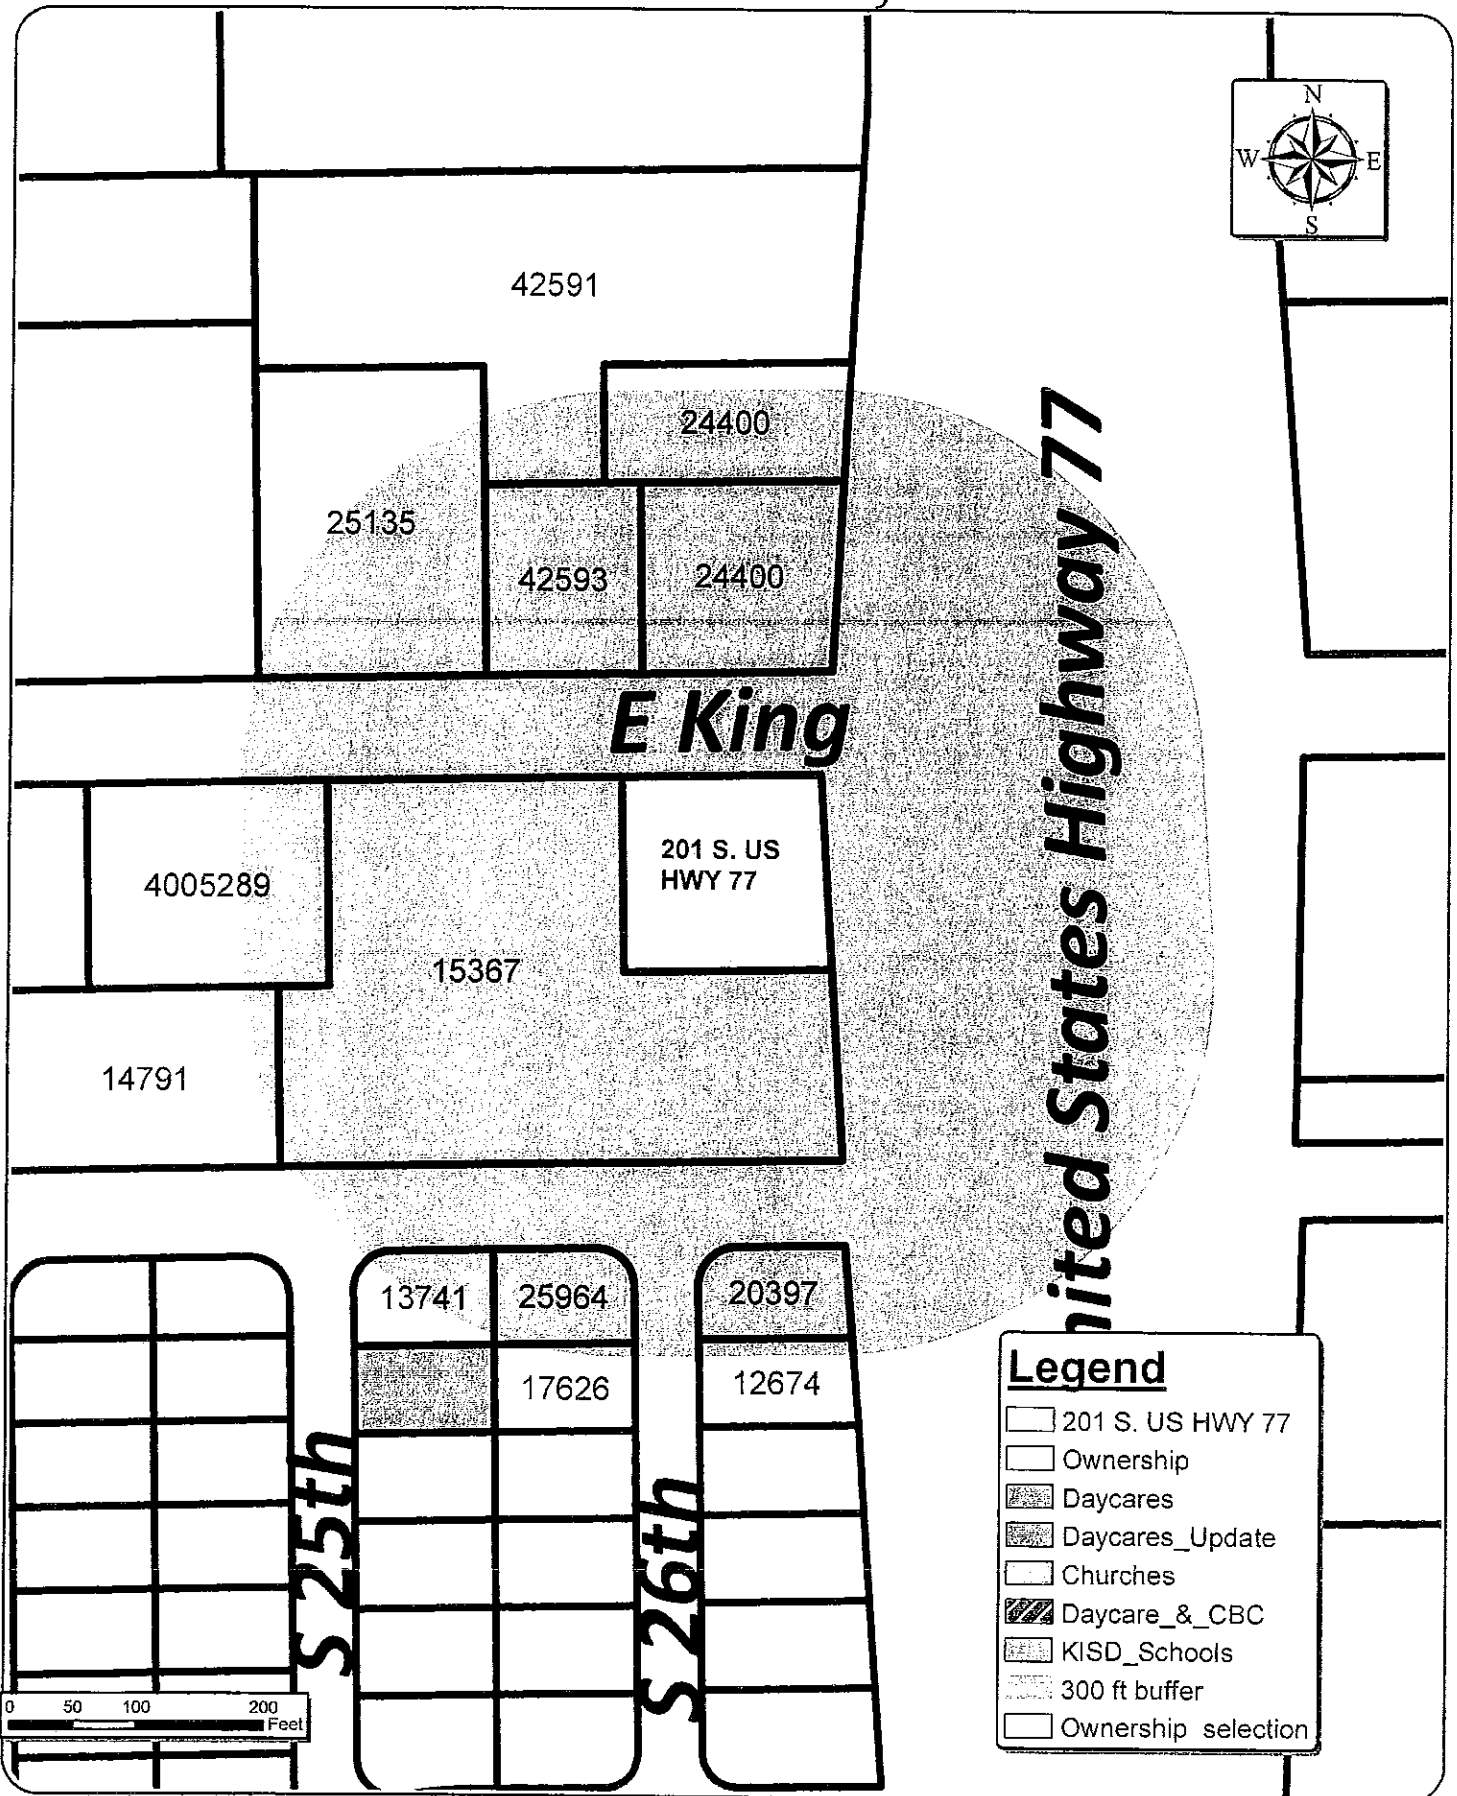 N
W E
S
42591
24400
25135
42593
24400
United States Highway 77
E King
201 S. US
HWY 77
4005289
15367
14791
13741
25964
20397
17626
12674
S 25th
S 26th
Legend
201 S. US HWY 77
Ownership
Daycares
Daycares_Update
Churches
Daycare_&_CBC
KISD_Schools
300 ft buffer
Ownership selection
0 50 100 200
Feet